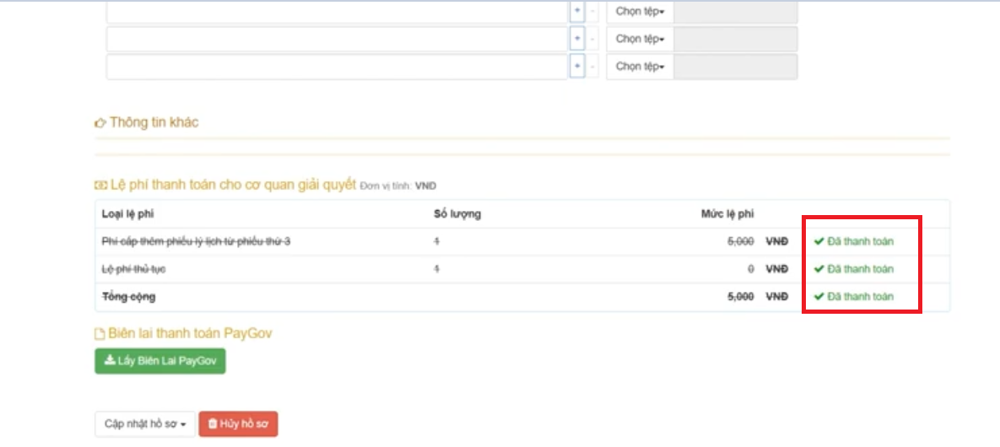 + - Chọn tệp
+ - Chọn tệp
+ - Chọn tệp
Thông tin khác
Lệ phí thanh toán cho cơ quan giải quyết Đơn vị tính: VND
Loại lệ phí Số lượng Mức lệ phí
Phí cấp thêm phiếu lý lịch từ phiếu thứ 3 1 5,000 VNĐ Đã thanh toán
Lệ phí thủ tục 1 0 VNĐ Đã thanh toán
Tổng cộng 5,000 VNĐ Đã thanh toán
Biên lai thanh toán PayGov
Lấy Biên Lai PayGov
Cập nhật hồ sơ Hủy hồ sơ